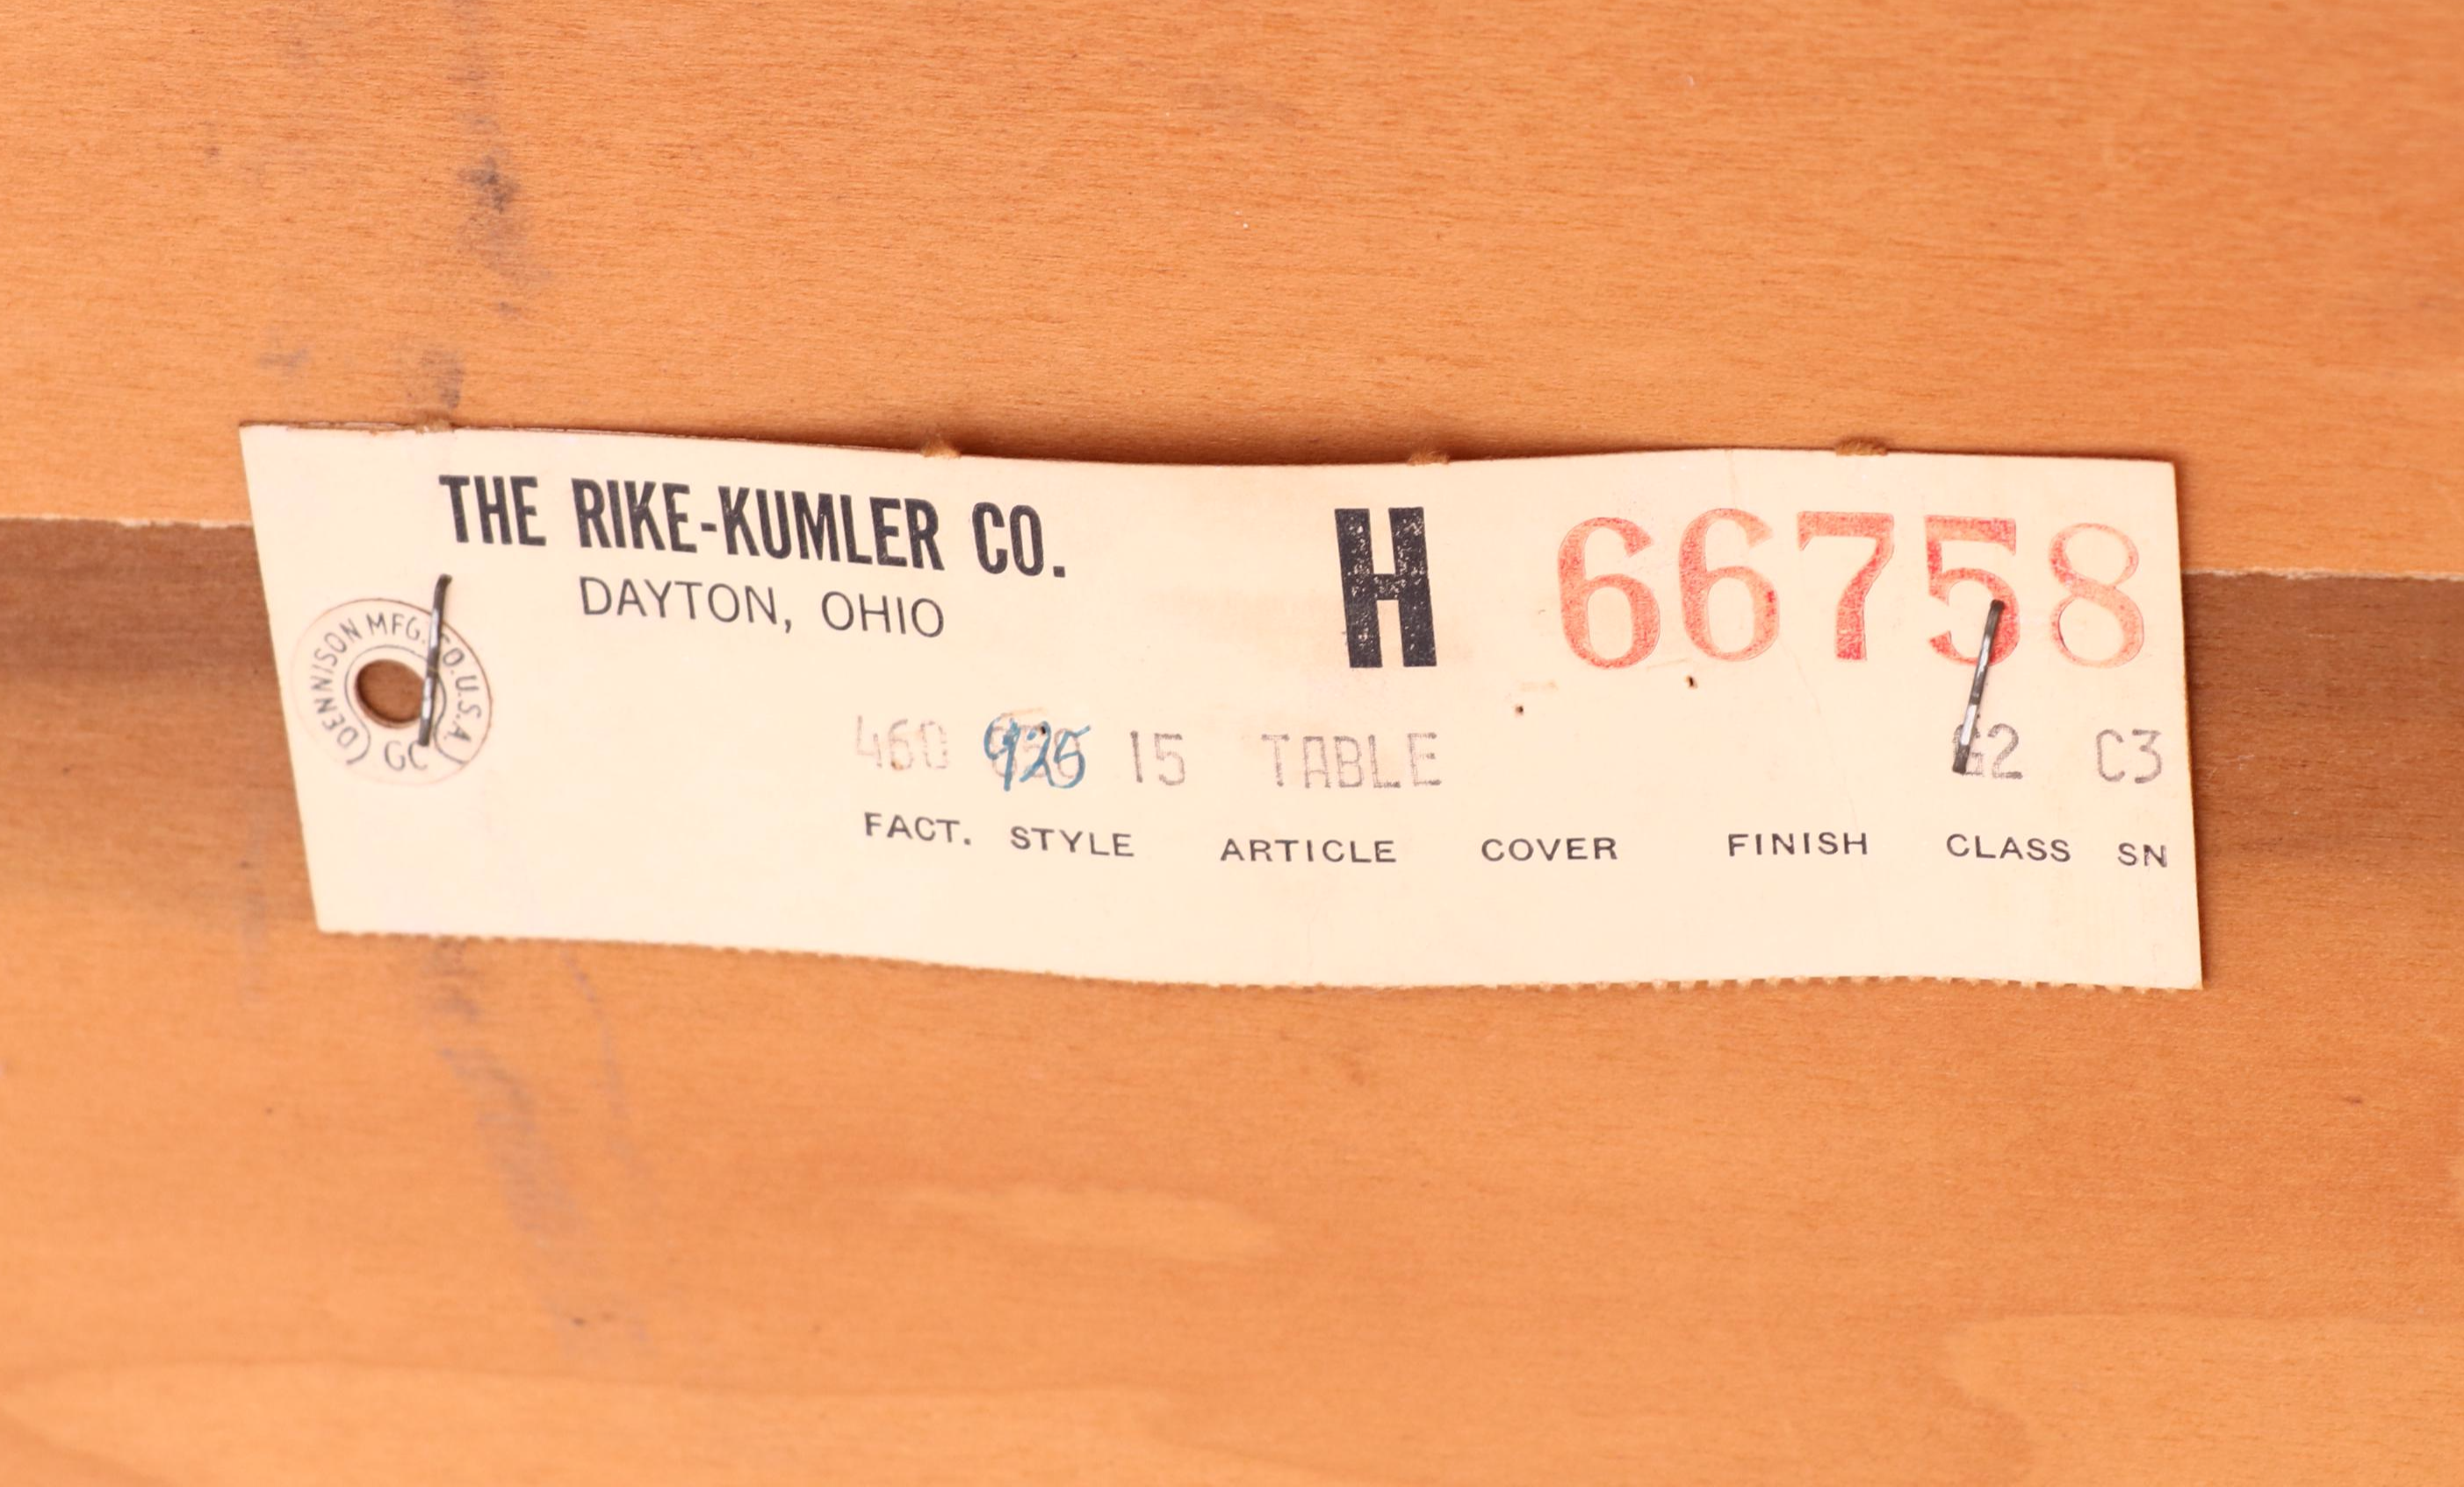 THE RIKE-KUMLER CO.
DAYTON, OHIO
H 66758
(DENNISON MFG. CO. U.S.A.)
GC
460 925 15 TABLE C3
FACT. STYLE ARTICLE COVER FINISH CLASS SN